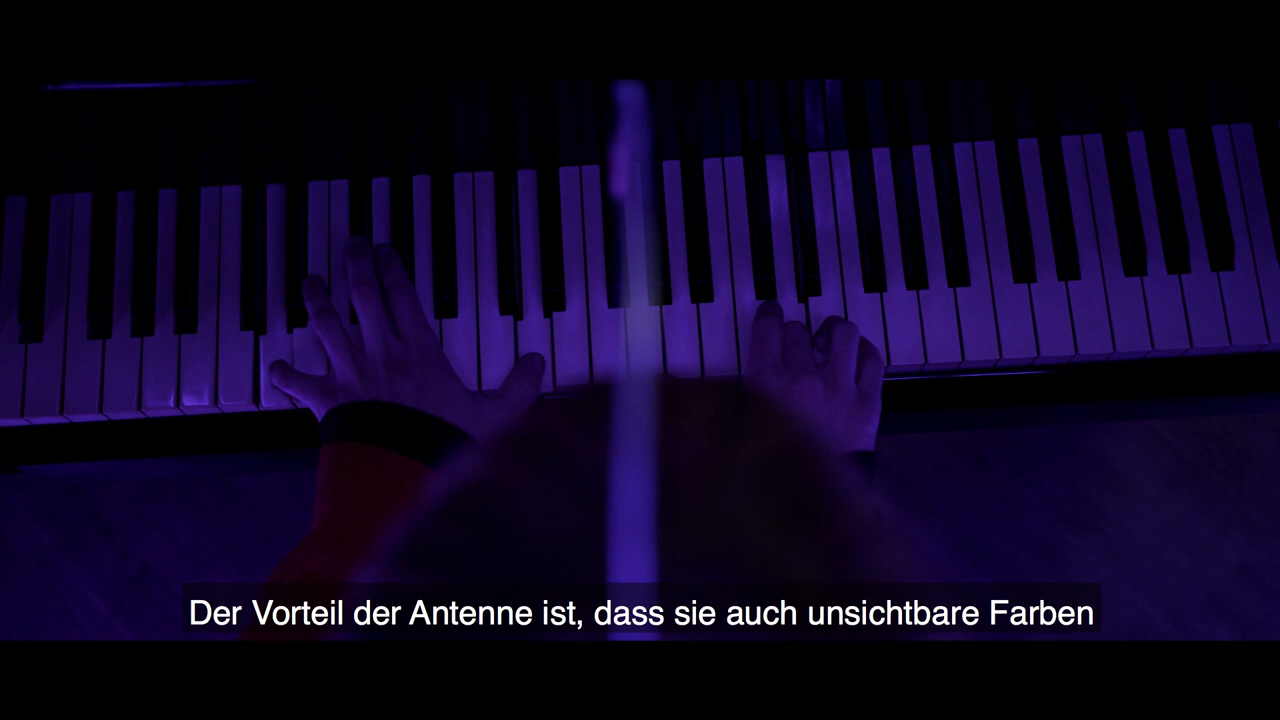 Der Vorteil der Antenne ist, dass sie auch unsichtbare Farben